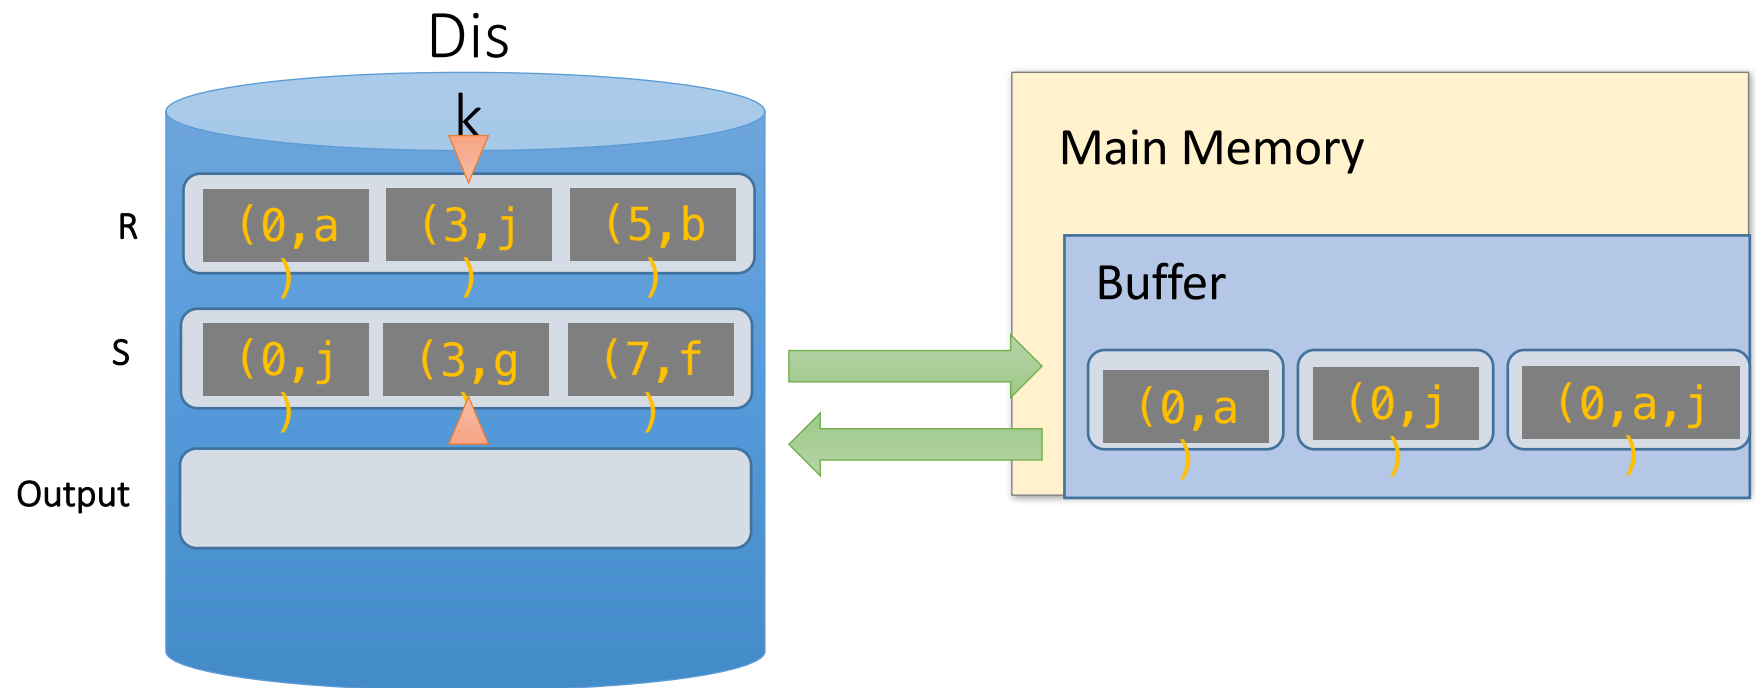 Dis
k
Main Memory
R
(0,a
)
(3,j
)
(5,b
)
Buffer
S
(0,j
)
(3,g
(7,f
)
(0,a
)
(0,j
)
(0,a,j
)
Output